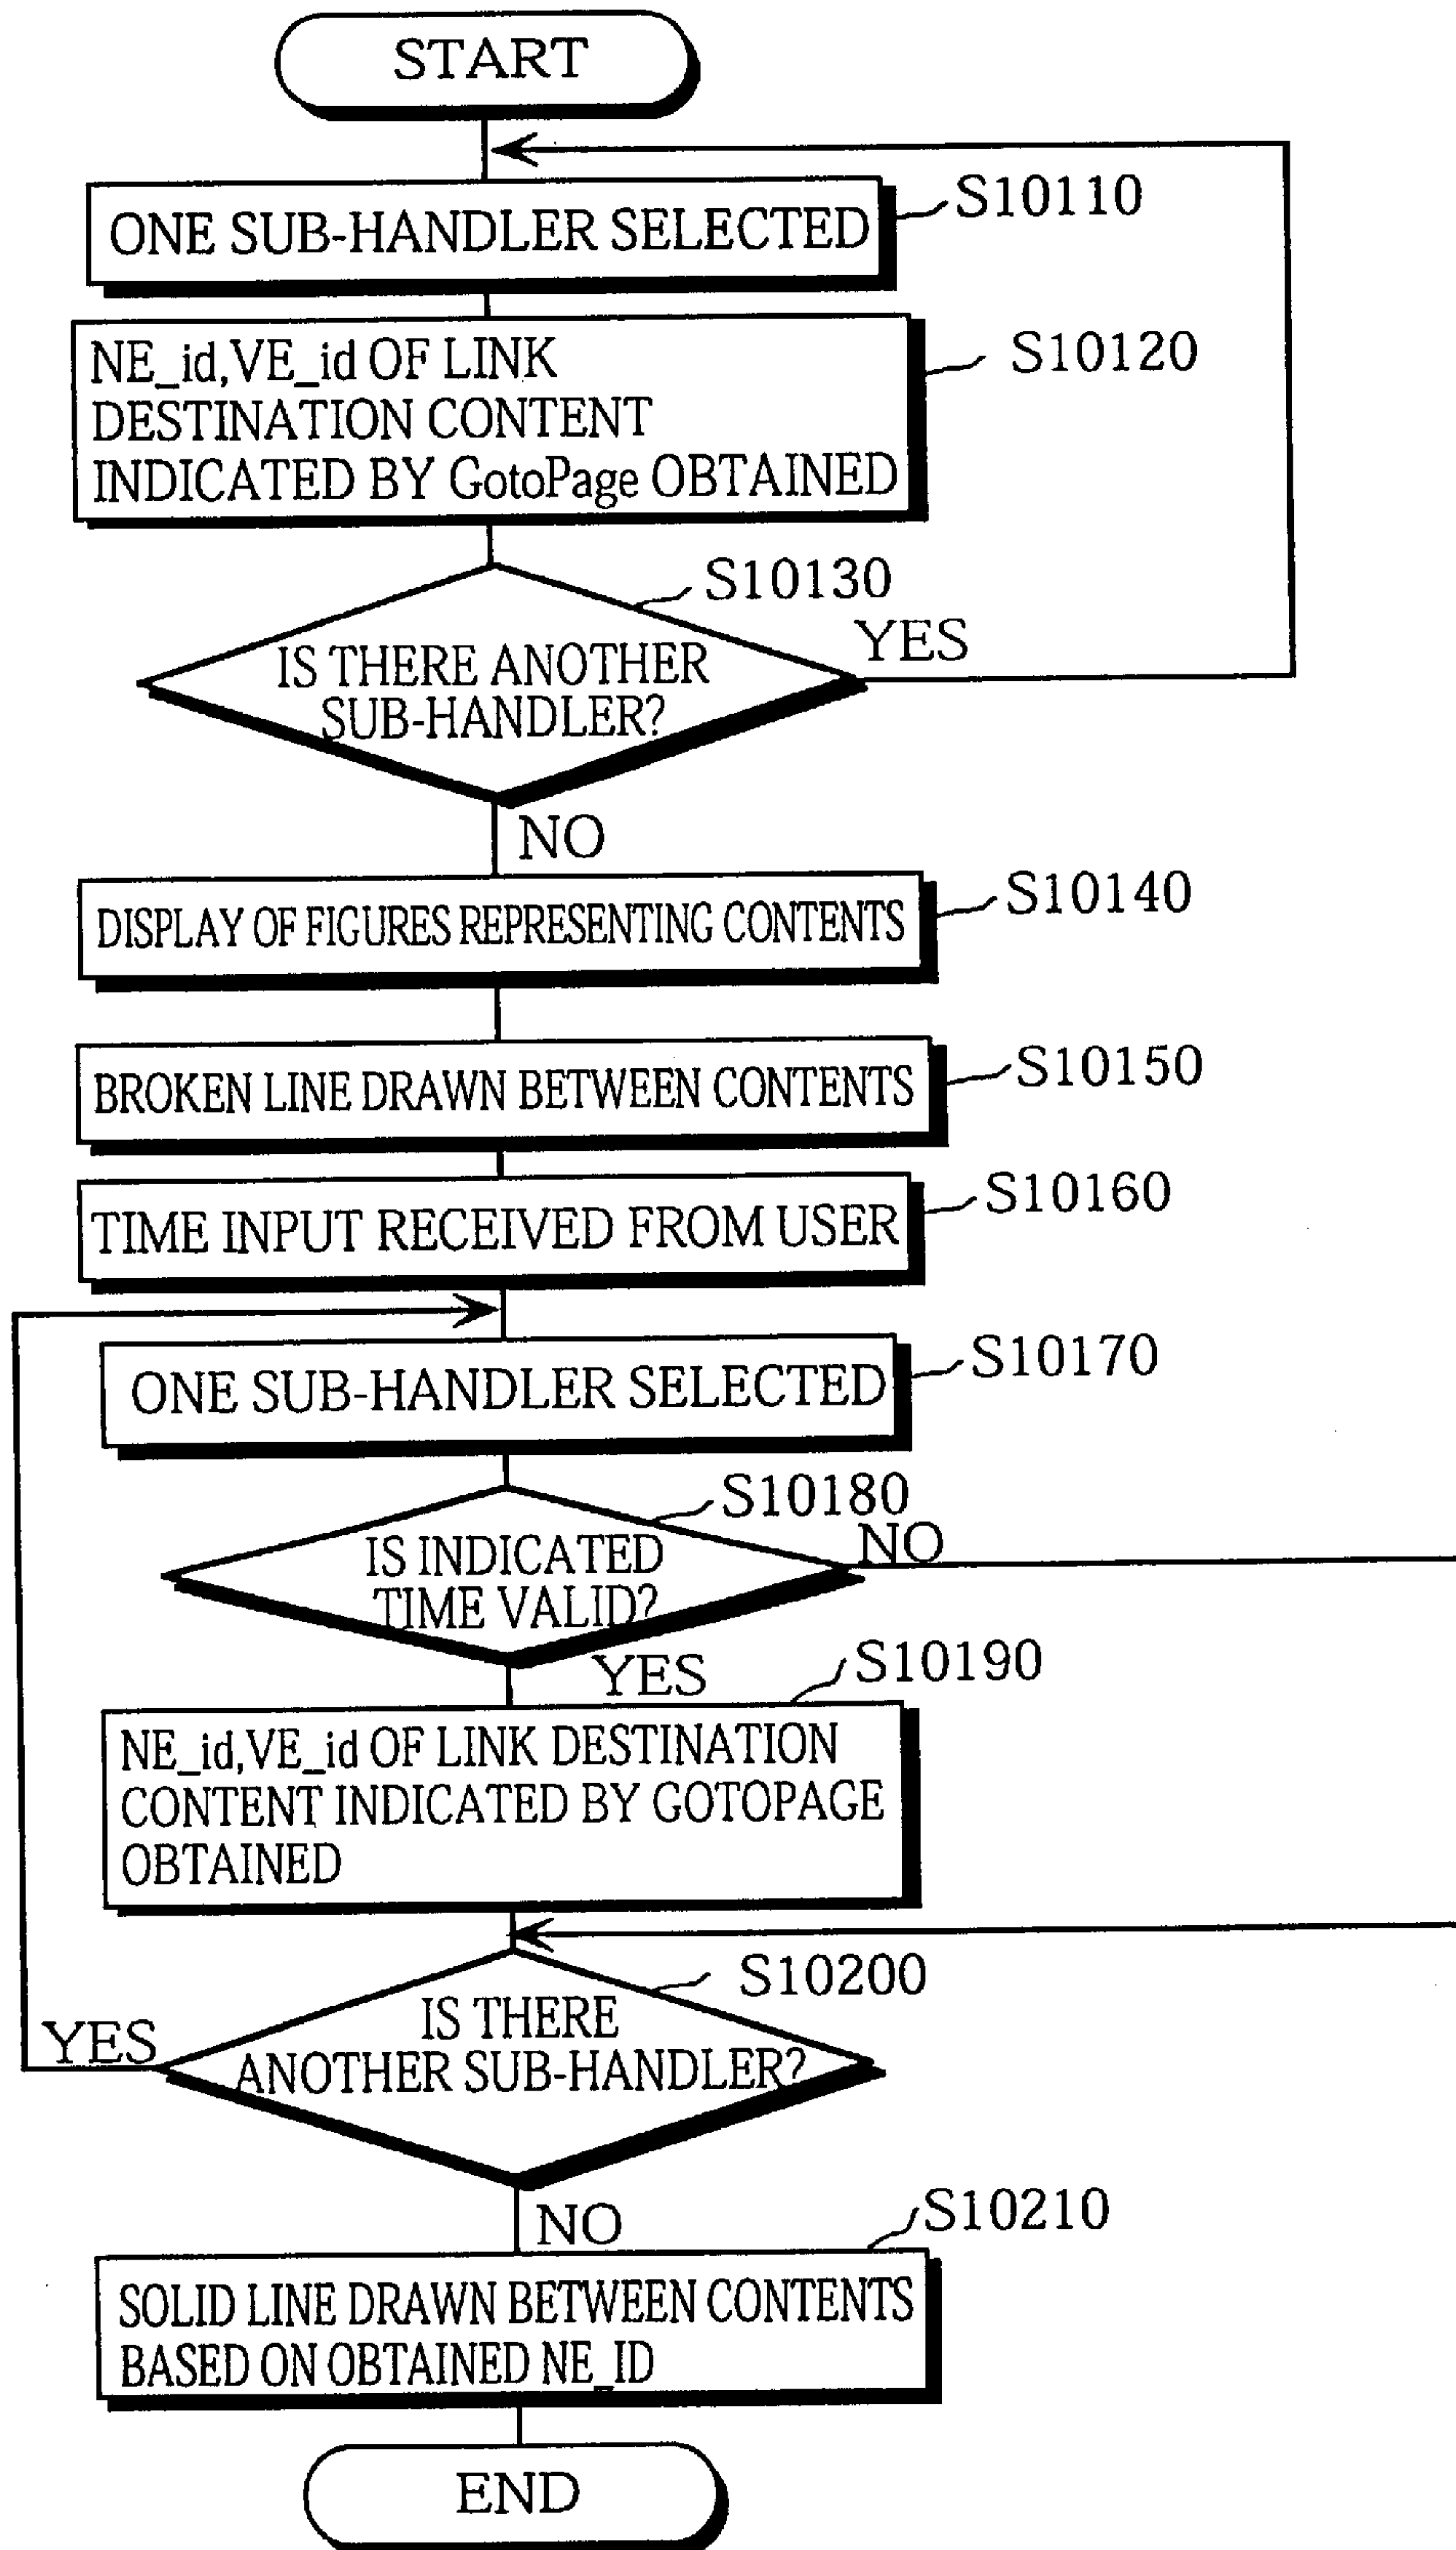 START
ONE SUB-HANDLER SELECTED
S10110
NE_id,VE_id OF LINK
DESTINATION CONTENT
INDICATED BY GotoPage OBTAINED
S10120
S10130
IS THERE ANOTHER
SUB-HANDLER?
YES
NO
DISPLAY OF FIGURES REPRESENTING CONTENTS
S10140
BROKEN LINE DRAWN BETWEEN CONTENTS
S10150
TIME INPUT RECEIVED FROM USER
S10160
ONE SUB-HANDLER SELECTED
S10170
S10180
IS INDICATED
TIME VALID?
NO
YES
S10190
NE_id,VE_id OF LINK DESTINATION
CONTENT INDICATED BY GOTOPAGE
OBTAINED
S10200
IS THERE
ANOTHER SUB-HANDLER?
YES
NO
S10210
SOLID LINE DRAWN BETWEEN CONTENTS
BASED ON OBTAINED NE_ID
END